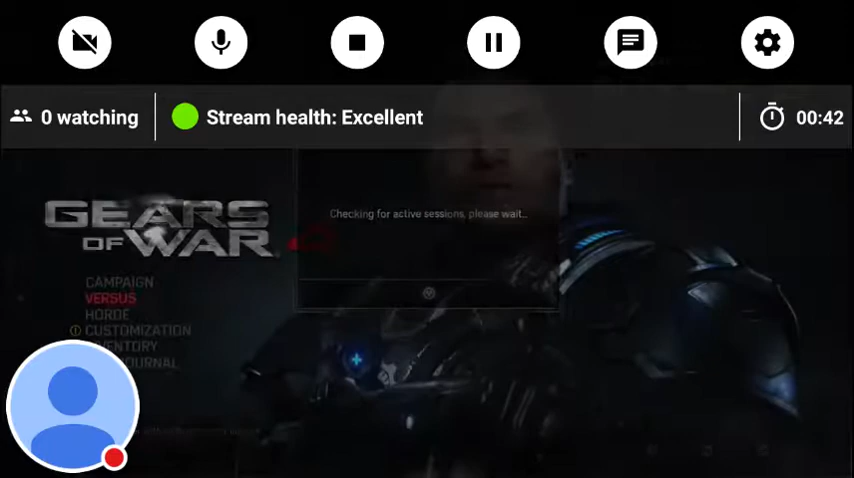 0 watching
Stream health: Excellent
00:42
GEARS
OF WAR 4
Checking for active sessions, please wait...
CAMPAIGN
VERSUS
HORDE
CUSTOMIZATION